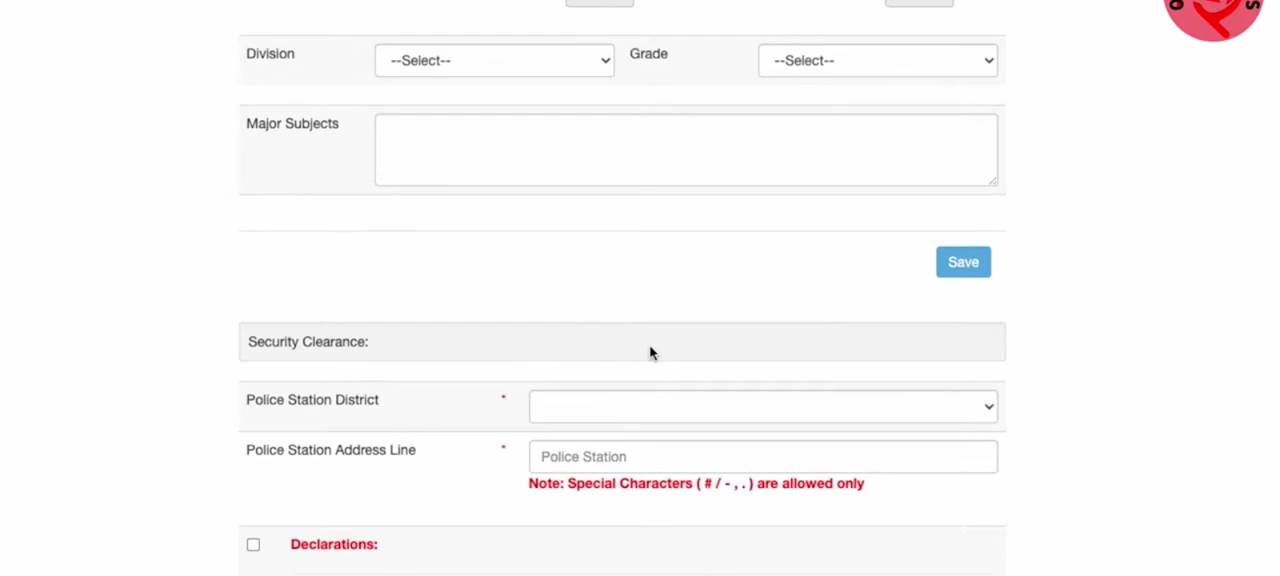 Division --Select-- Grade --Select--
Major Subjects
Save
Security Clearance:
Police Station District *
Police Station Address Line * Police Station
Note: Special Characters ( # / - , . ) are allowed only
Declarations: